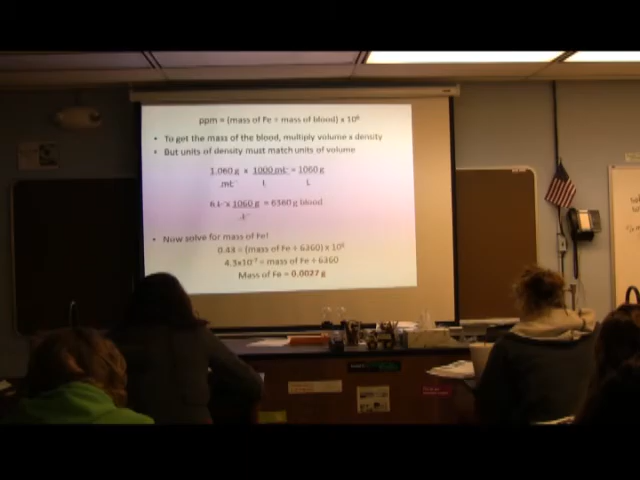 ppm = (mass of Fe ÷ mass of blood) x 10⁶
• To get the mass of the blood, multiply volume x density
• But units of density must match units of volume
1.060 g x 1000 mL = 1060 g
mL L L
6 L x 1060 g = 6360 g blood
L
• Now solve for mass of Fe!
0.43 = (mass of Fe ÷ 6360) x 10⁶
4.3x10⁻⁷ = mass of Fe ÷ 6360
Mass of Fe = 0.0027 g